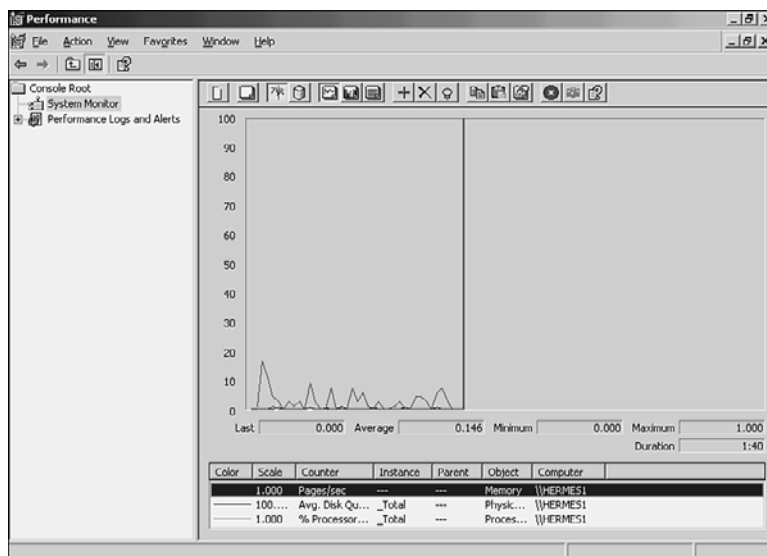 Performance
File Action View Favorites Window Help
Console Root
System Monitor
Performance Logs and Alerts
100
90
80
70
60
50
40
30
20
10
0
Last 0.000 Average 0.146 Minimum 0.000 Maximum 1.000
Duration 1:40
Color Scale Counter Instance Parent Object Computer
1.000 Pages/sec --- --- Memory \\HERMES1
100.... Avg. Disk Qu... _Total --- Physic... \\HERMES1
1.000 % Processor... _Total --- Proces... \\HERMES1